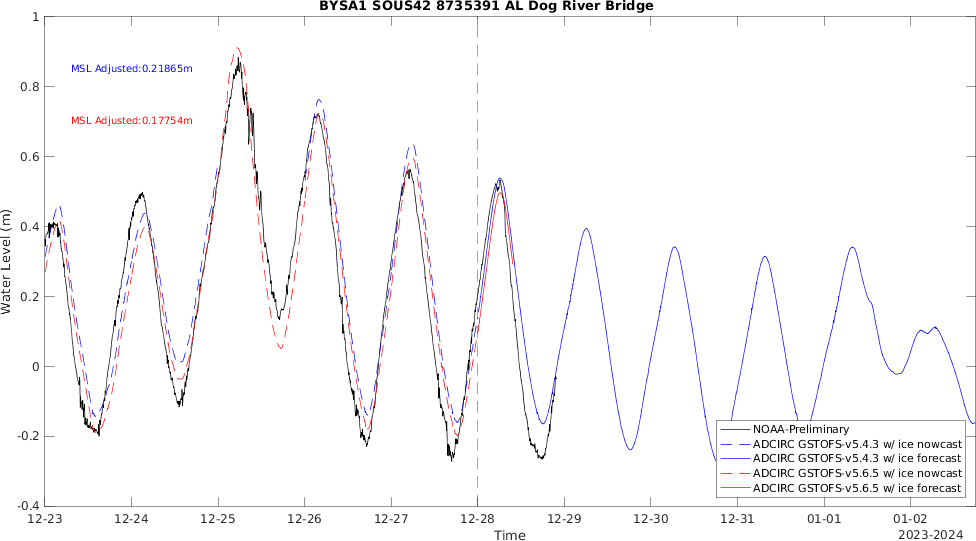 BYSA1 SOUS42 8735391 AL Dog River Bridge
MSL Adjusted:0.21865m
MSL Adjusted:0.17754m
Water Level (m)
1
0.8
0.6
0.4
0.2
0
-0.2
-0.4
NOAA-Preliminary
ADCIRC GSTOFS-v5.4.3 w/ ice nowcast
ADCIRC GSTOFS-v5.4.3 w/ ice forecast
ADCIRC GSTOFS-v5.6.5 w/ ice nowcast
ADCIRC GSTOFS-v5.6.5 w/ ice forecast
12-23 12-24 12-25 12-26 12-27 12-28 12-29 12-30 12-31 01-01 01-02
Time
2023-2024